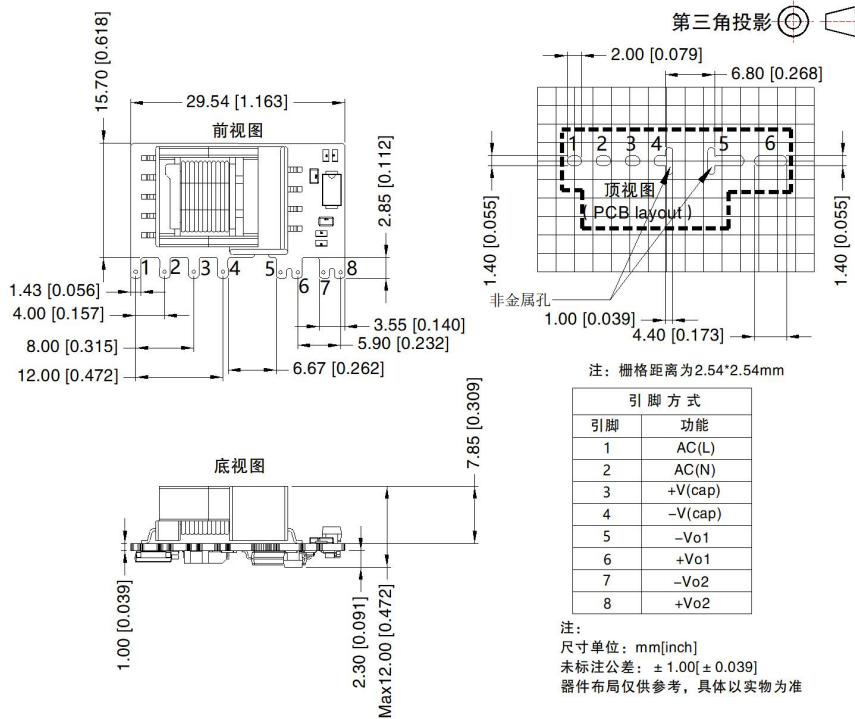 第三角投影
2.00 [0.079]
6.80 [0.268]
15.70 [0.618]
29.54 [1.163]
前视图
2.85 [0.112]
1 2 3 4 5 6 7 8
1.43 [0.056]
4.00 [0.157]
8.00 [0.315]
12.00 [0.472]
3.55 [0.140]
5.90 [0.232]
6.67 [0.262]
1 2 3 4 5 6
顶视图
( PCB layout )
1.40 [0.055]
1.40 [0.055]
非金属孔
1.00 [0.039]
4.40 [0.173]
注：栅格距离为2.54*2.54mm
底视图
7.85 [0.309]
1.00 [0.039]
2.30 [0.091]
Max12.00 [0.472]
引脚方式
引脚 功能
1 AC(L)
2 AC(N)
3 +V(cap)
4 -V(cap)
5 -Vo1
6 +Vo1
7 -Vo2
8 +Vo2
注：
尺寸单位：mm[inch]
未标注公差：±1.00[±0.039]
器件布局仅供参考，具体以实物为准